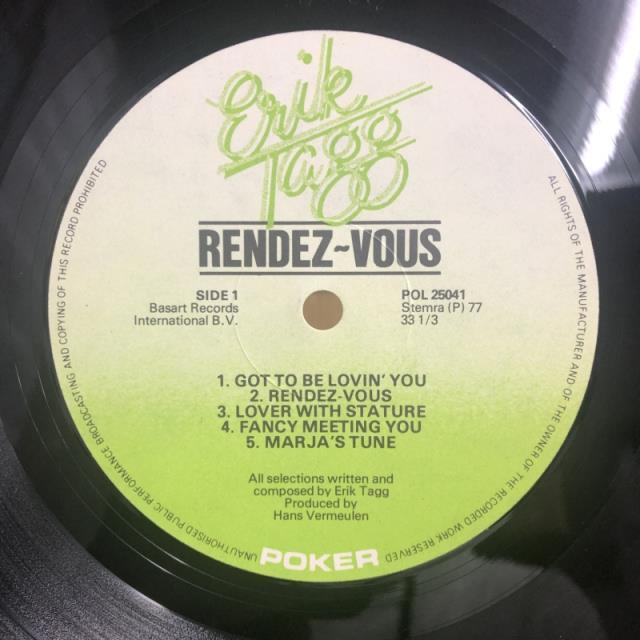 Erik
Tagg
RENDEZ~VOUS
SIDE 1
Basart Records
International B.V.
POL 25041
Stemra (P) 77
33 1/3
1. GOT TO BE LOVIN' YOU
2. RENDEZ-VOUS
3. LOVER WITH STATURE
4. FANCY MEETING YOU
5. MARJA'S TUNE
All selections written and
composed by Erik Tagg
Produced by
Hans Vermeulen
POKER
ALL RIGHTS OF THE MANUFACTURER AND OF THE OWNER OF THE RECORDED WORK RESERVED
UNAUTHORISED PUBLIC PERFORMANCE BROADCASTING AND COPYING OF THIS RECORD PROHIBITED